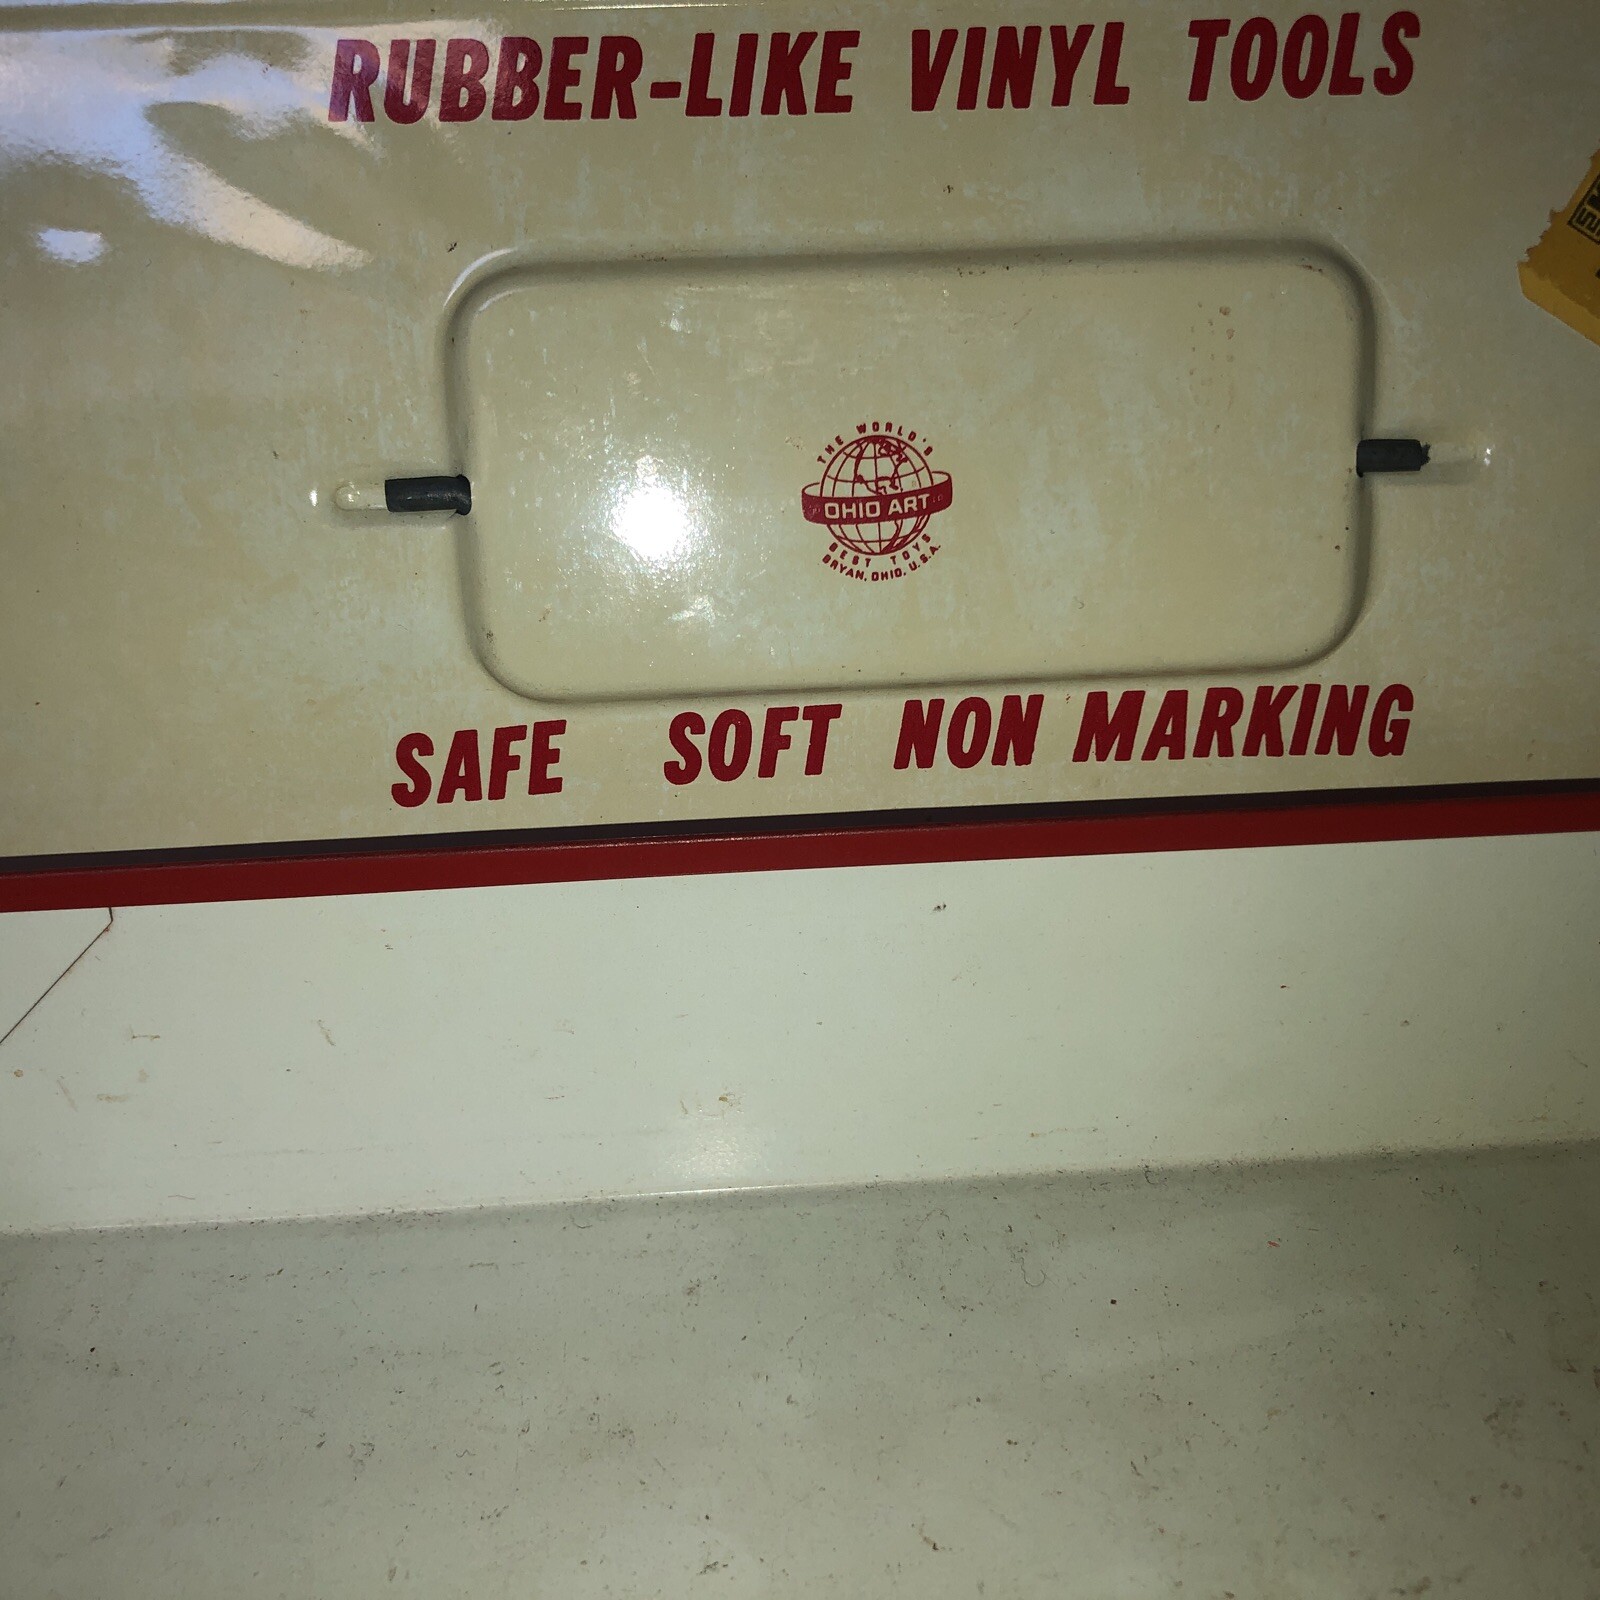 RUBBER-LIKE VINYL TOOLS
THE WORLD'S
OHIO ART
BEST TOYS
BRYAN, OHIO, U.S.A.
SAFE SOFT NON MARKING